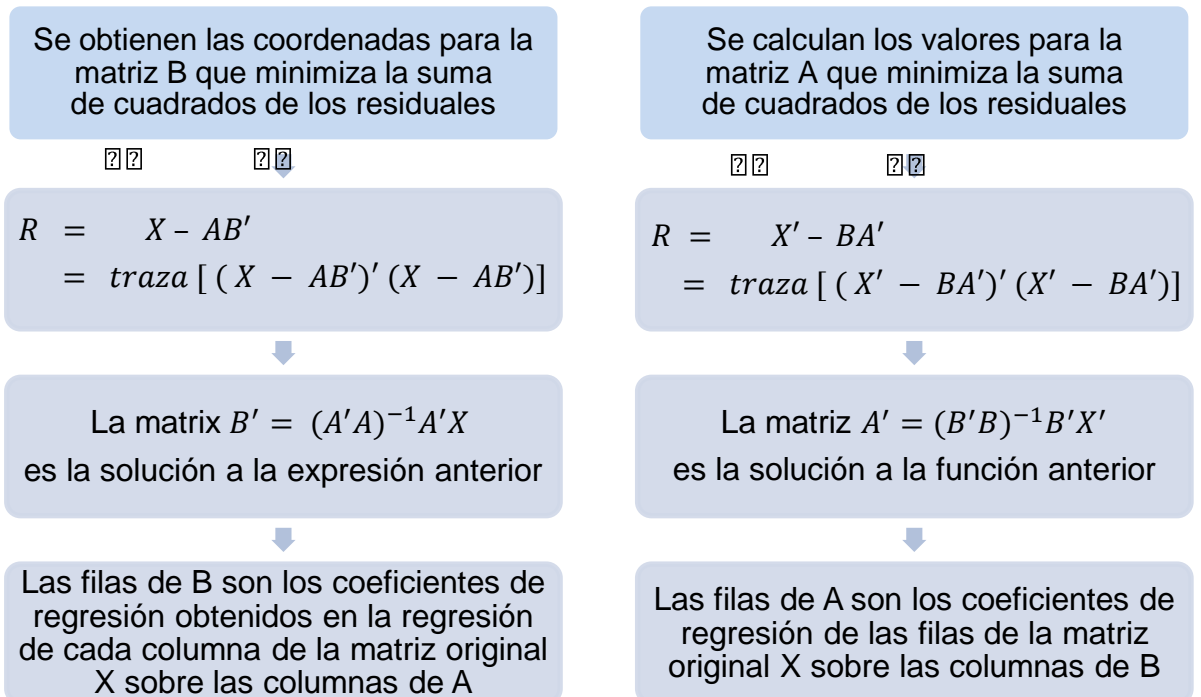 Se obtienen las coordenadas para la
matriz B que minimiza la suma
de cuadrados de los residuales
R = X – AB′
= traza [ ( X − AB′)′ (X − AB′)]
La matrix B′ = (A′A)⁻¹A′X
es la solución a la expresión anterior
Las filas de B son los coeficientes de
regresión obtenidos en la regresión
de cada columna de la matriz original
X sobre las columnas de A
Se calculan los valores para la
matriz A que minimiza la suma
de cuadrados de los residuales
R = X′ – BA′
= traza [ ( X′ − BA′)′ (X′ − BA′)]
La matriz A′ = (B′B)⁻¹B′X′
es la solución a la función anterior
Las filas de A son los coeficientes de
regresión de las filas de la matriz
original X sobre las columnas de B